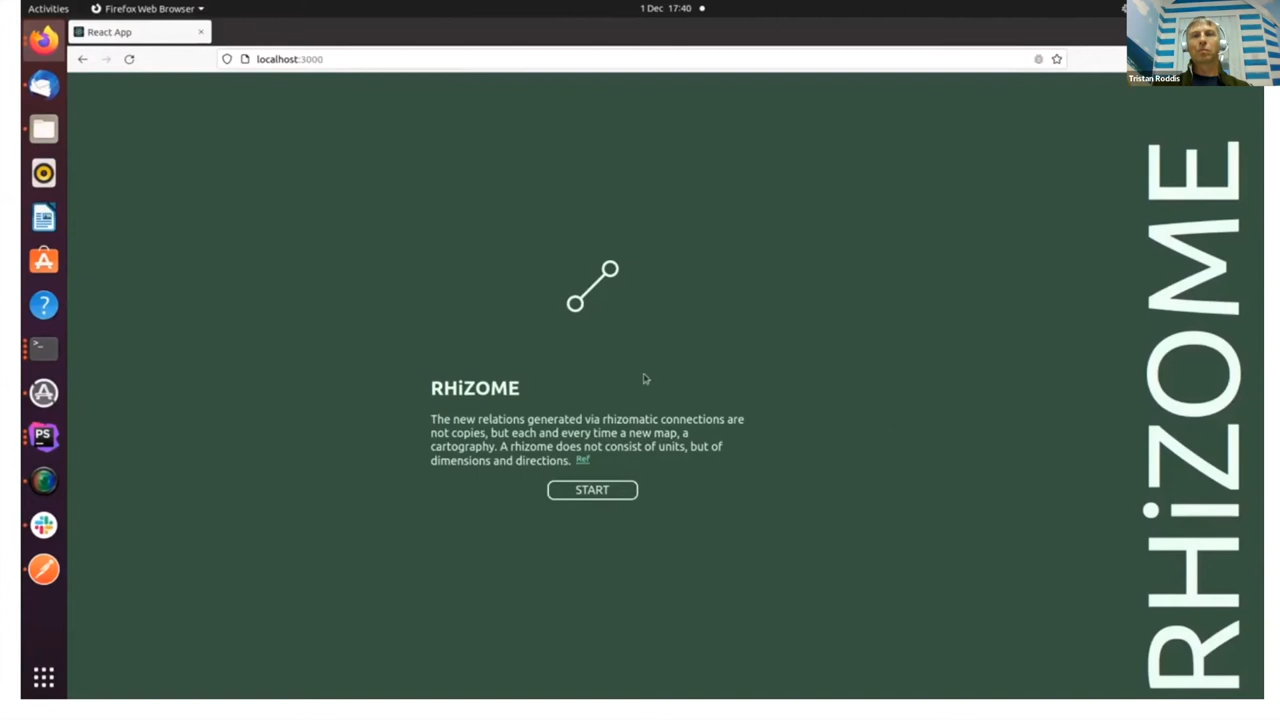 Activities
Firefox Web Browser
1 Dec 17:40
React App
localhost:3000
Tristan Roddis
RHiZOME
The new relations generated via rhizomatic connections are
not copies, but each and every time a new map, a
cartography. A rhizome does not consist of units, but of
dimensions and directions. Ref
START
RHiZOME
PS